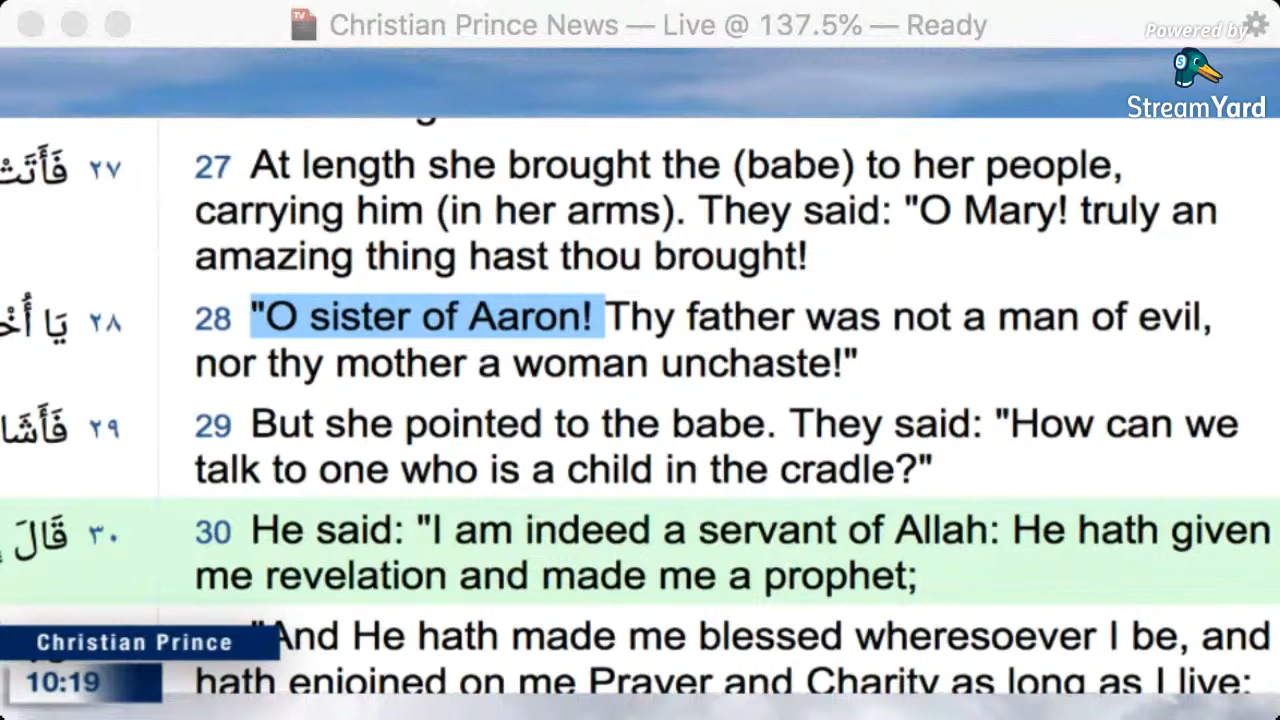 Christian Prince News — Live @ 137.5% — Ready
Powered by
StreamYard
٢٧ 27 At length she brought the (babe) to her people,
carrying him (in her arms). They said: "O Mary! truly an
amazing thing hast thou brought!
يَا ٢٨ 28 "O sister of Aaron! Thy father was not a man of evil,
nor thy mother a woman unchaste!"
٢٩ 29 But she pointed to the babe. They said: "How can we
talk to one who is a child in the cradle?"
قَالَ ٣٠ 30 He said: "I am indeed a servant of Allah: He hath given
me revelation and made me a prophet;
"And He hath made me blessed wheresoever I be, and
hath enjoined on me Prayer and Charity as long as I live;
Christian Prince
10:19